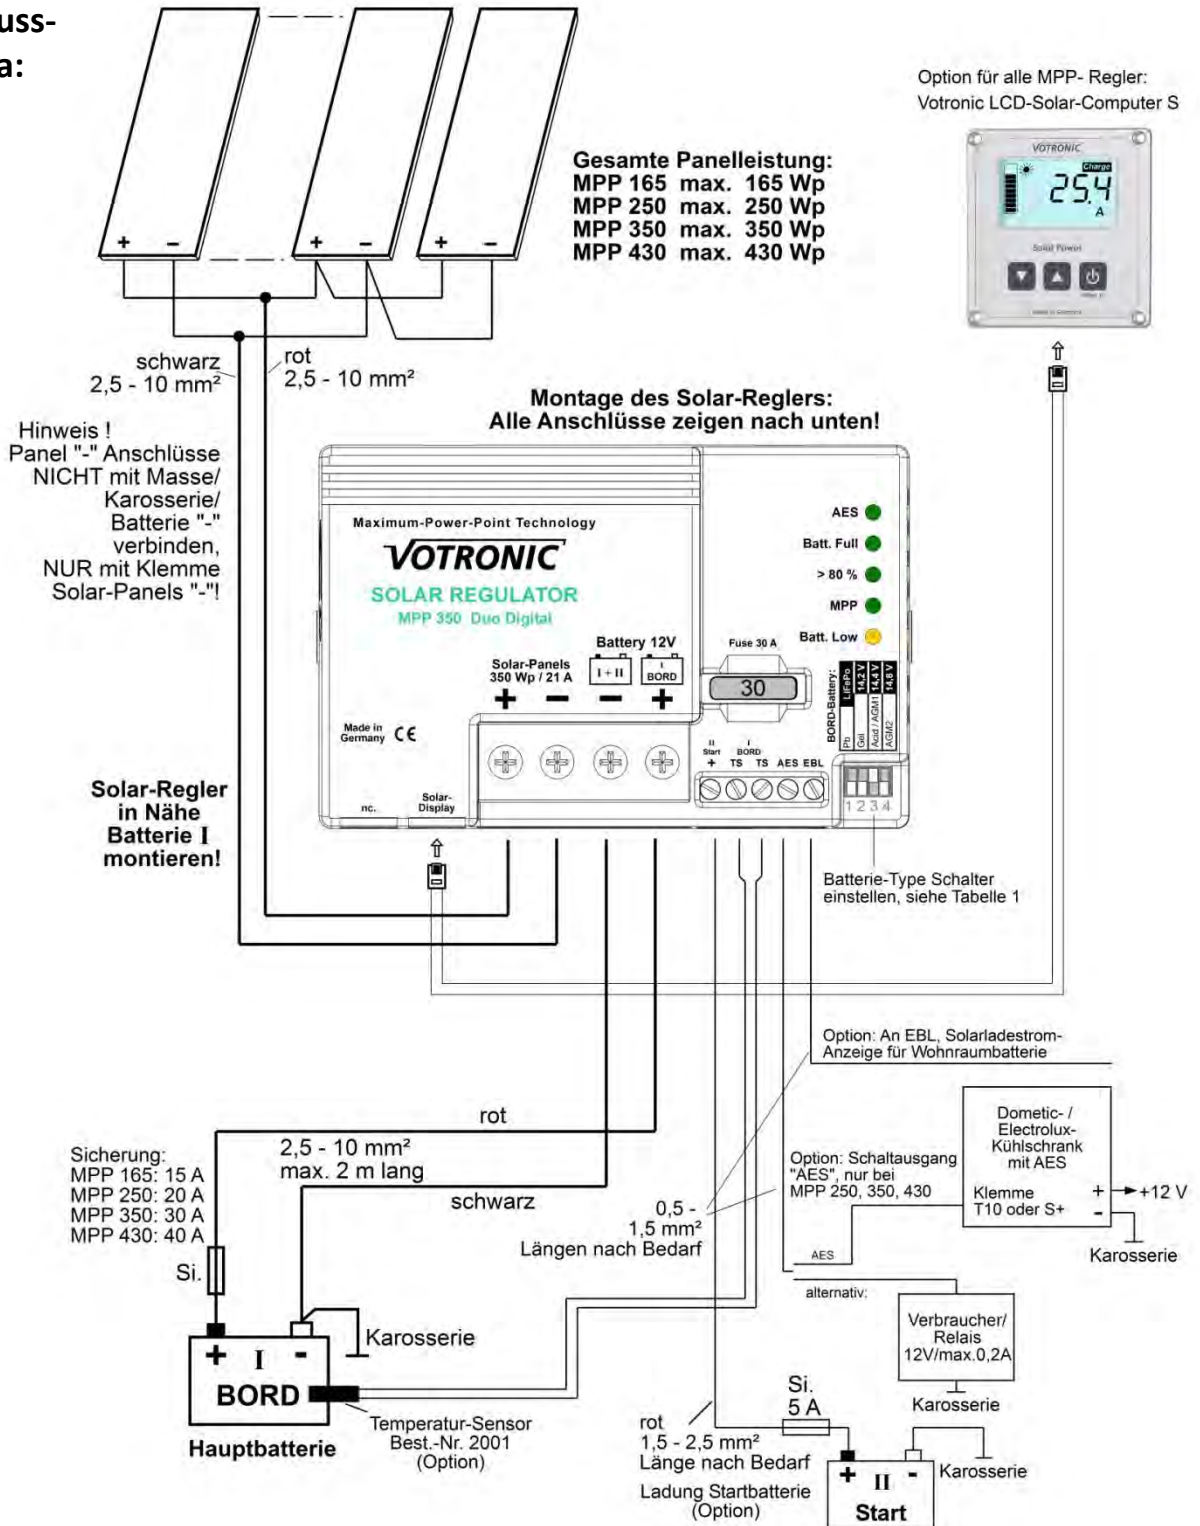 uss-
a:
+ - + - + -
Gesamte Panelleistung:
MPP 165 max. 165 Wp
MPP 250 max. 250 Wp
MPP 350 max. 350 Wp
MPP 430 max. 430 Wp
Option für alle MPP- Regler:
Votronic LCD-Solar-Computer S
VOTRONIC
Charge
25.4
A
Solar Power
schwarz
2,5 - 10 mm²
rot
2,5 - 10 mm²
Hinweis !
Panel "-" Anschlüsse
NICHT mit Masse/
Karosserie/
Batterie "-"
verbinden,
NUR mit Klemme
Solar-Panels "-"!
Montage des Solar-Reglers:
Alle Anschlüsse zeigen nach unten!
Maximum-Power-Point Technology
VOTRONIC
SOLAR REGULATOR
MPP 350 Duo Digital
AES
Batt. Full
> 80 %
MPP
Batt. Low
Battery 12V
Solar-Panels
350 Wp / 21 A
I + II
I
BORD
+ - - +
Fuse 30 A
30
BORD-Battery:
LiFePo
Pb
14,2 V
Gel
14,4 V
Acid / AGM1
14,8 V
AGM2
Made in
Germany CE
nc.
Solar-
Display
II
Start
+
I
BORD
TS TS AES EBL
1 2 3 4
Solar-Regler
in Nähe
Batterie I
montieren!
Batterie-Type Schalter
einstellen, siehe Tabelle 1
Option: An EBL, Solarladestrom-
Anzeige für Wohnraumbatterie
rot
2,5 - 10 mm²
max. 2 m lang
schwarz
Sicherung:
MPP 165: 15 A
MPP 250: 20 A
MPP 350: 30 A
MPP 430: 40 A
Si.
0,5 -
1,5 mm²
Längen nach Bedarf
Option: Schaltausgang
"AES", nur bei
MPP 250, 350, 430
Dometic- /
Electrolux-
Kühlschrank
mit AES
Klemme
T10 oder S+
+
-
+12 V
Karosserie
AES
alternativ:
Verbraucher/
Relais
12V/max.0,2A
Karosserie
Karosserie
+ I -
BORD
Hauptbatterie
Temperatur-Sensor
Best.-Nr. 2001
(Option)
rot
1,5 - 2,5 mm²
Länge nach Bedarf
Ladung Startbatterie
(Option)
Si.
5 A
+ II -
Start
Karosserie